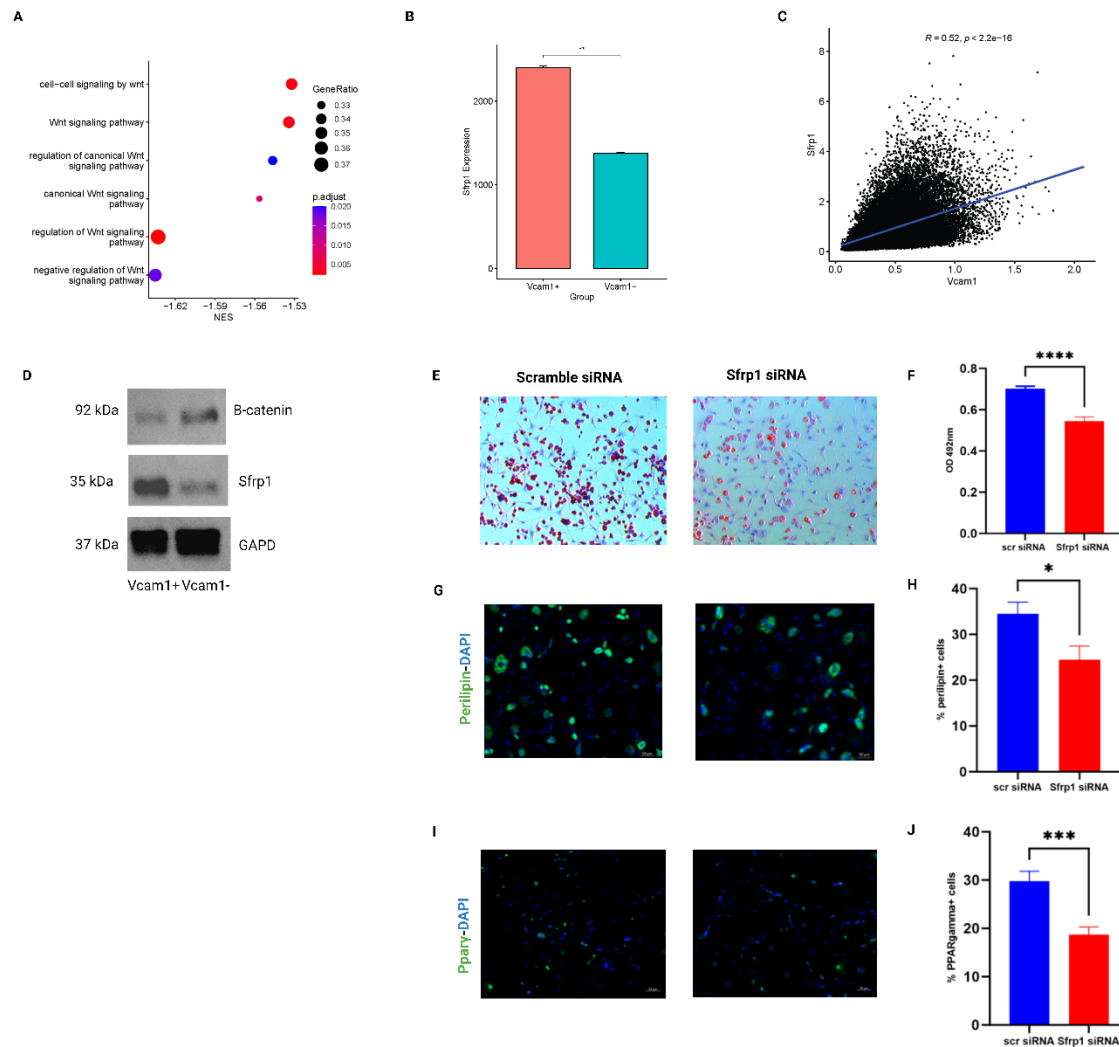 A
cell−cell signaling by wnt
Wnt signaling pathway
regulation of canonical Wnt
signaling pathway
canonical Wnt signaling
pathway
regulation of Wnt signaling
pathway
negative regulation of Wnt
signaling pathway
−1.62
−1.59
−1.56
−1.53
NES
GeneRatio
0.33
0.34
0.35
0.36
0.37
p.adjust
0.020
0.015
0.010
0.005
B
Sfrp1 Expression
2000
1000
0
Vcam1+
Vcam1−
Group
C
R = 0.52, p < 2.2e−16
Sfrp1
8
6
4
2
0
0.0
0.5
1.0
1.5
2.0
Vcam1
D
92 kDa
B-catenin
35 kDa
Sfrp1
37 kDa
GAPD
Vcam1+ Vcam1-
E
Scramble siRNA
Sfrp1 siRNA
F
****
OD 492nm
0.8
0.6
0.4
0.2
0.0
scr siRNA
Sfrp1 siRNA
G
Perilipin-DAPI
H
*
% perilipin+ cells
40
30
20
10
0
scr siRNA
Sfrp1 siRNA
I
Pparγ-DAPI
J
***
% PPARgamma+ cells
40
30
20
10
0
scr siRNA
Sfrp1 siRNA